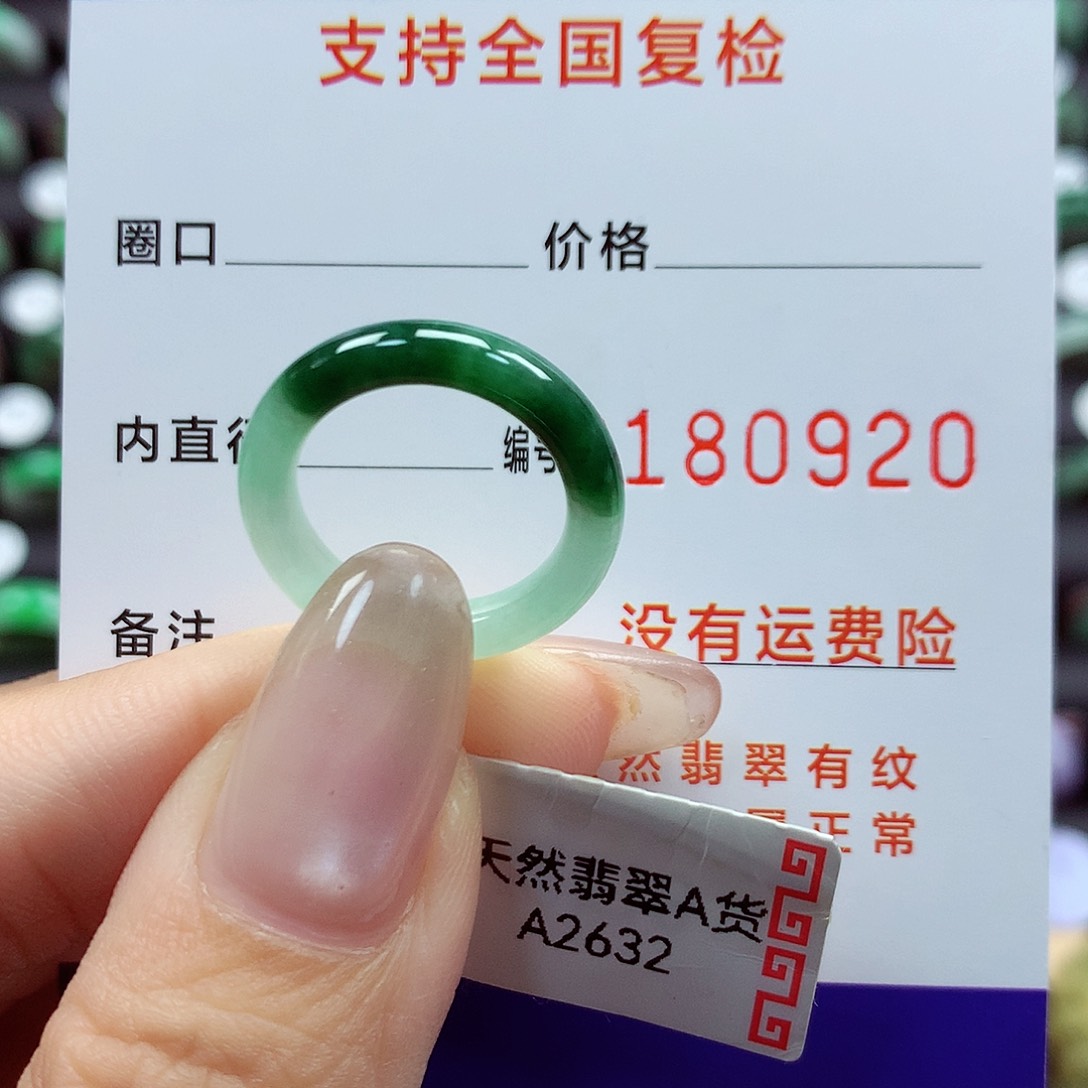 支持全国复检
圈口 价格
内直径 编号 180920
备注 没有运费险
然翡翠有纹
正常
天然翡翠A货
A2632